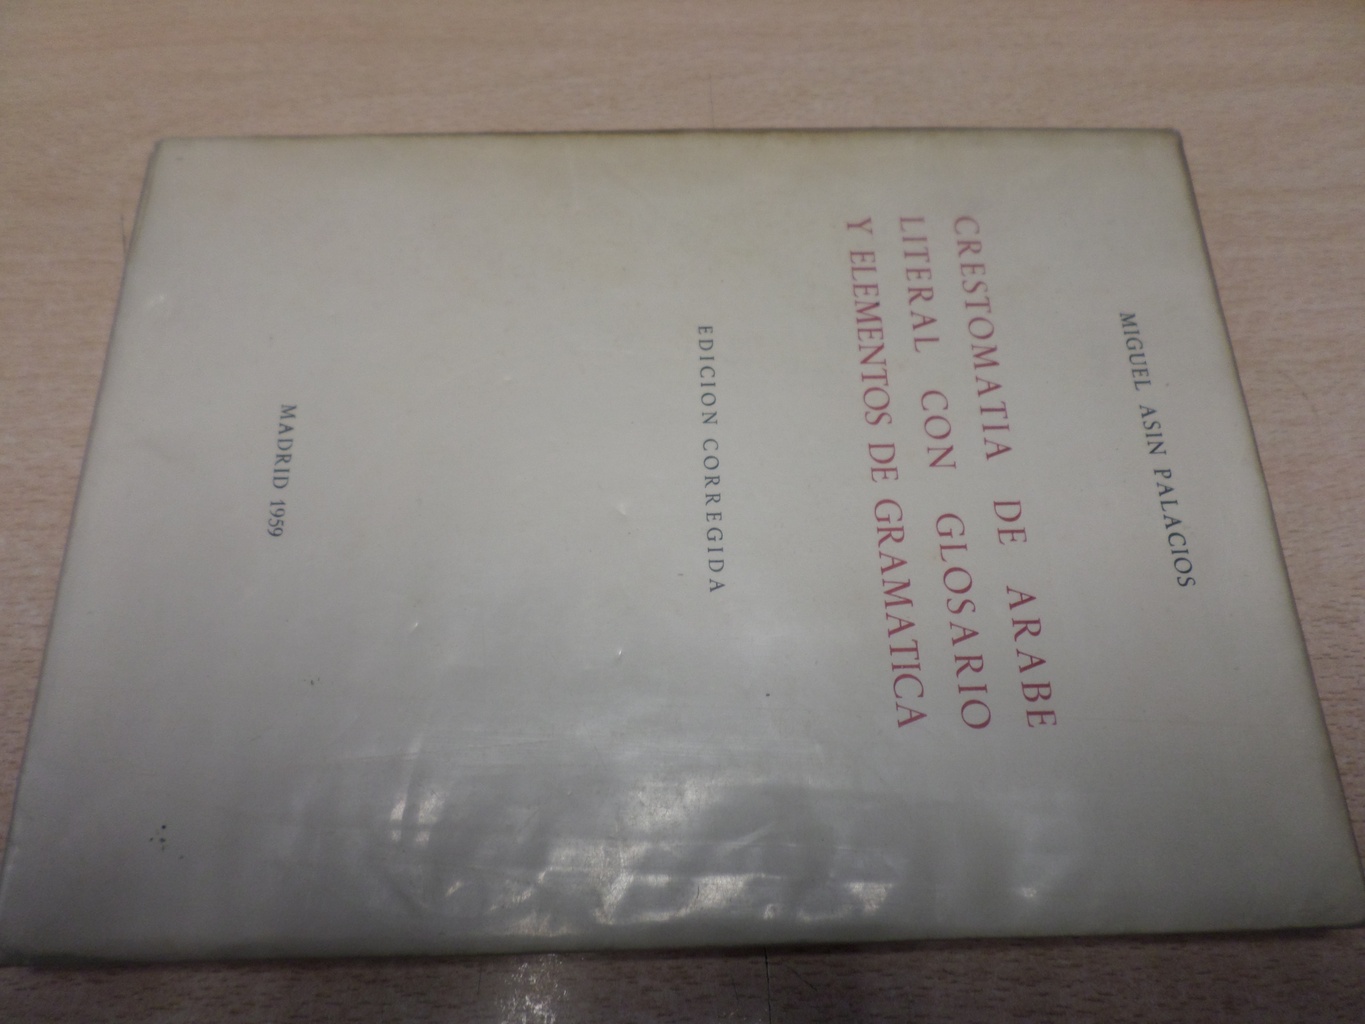 MIGUEL ASIN PALACIOS
CRESTOMATIA DE ARABE
LITERAL CON GLOSARIO
Y ELEMENTOS DE GRAMATICA
EDICION CORREGIDA
MADRID 1959